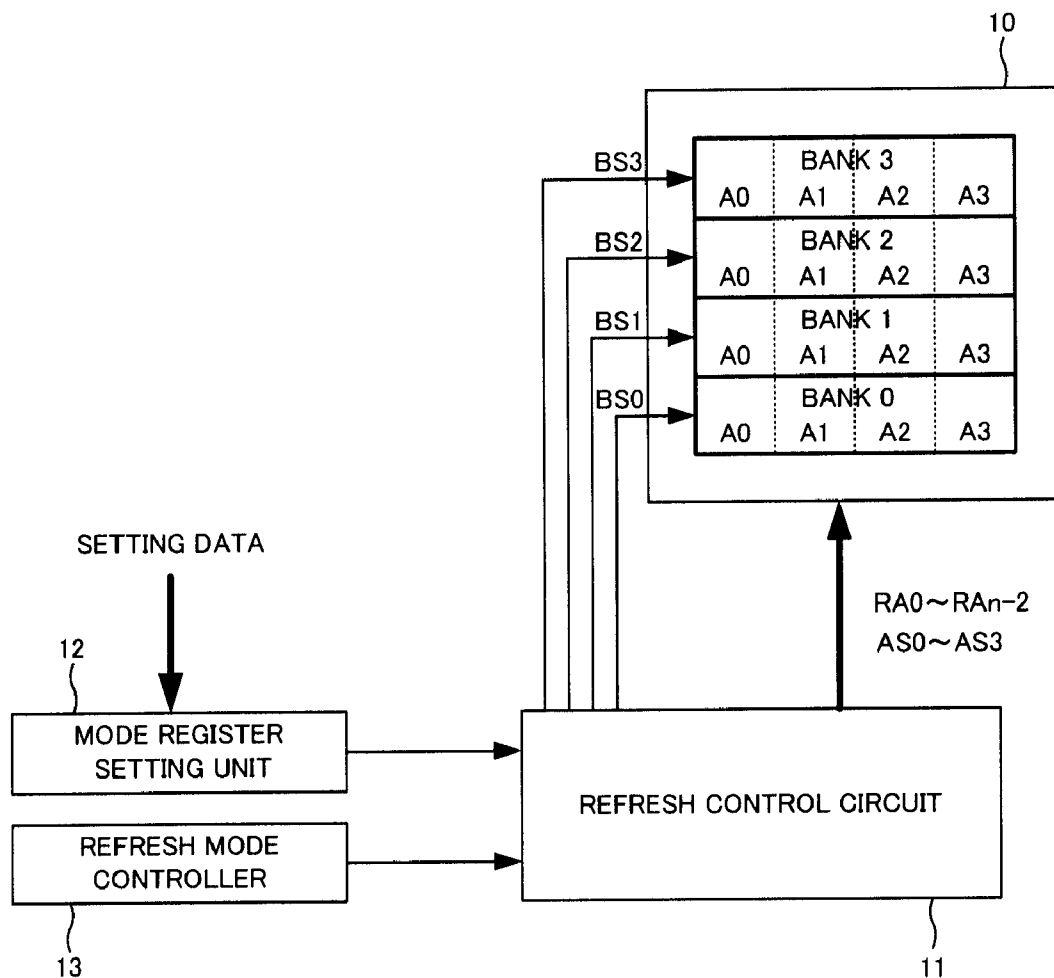 10
BS3
BANK 3
A0 A1 A2 A3
BS2
BANK 2
A0 A1 A2 A3
BS1
BANK 1
A0 A1 A2 A3
BS0
BANK 0
A0 A1 A2 A3
SETTING DATA
RA0~RAn-2
AS0~AS3
12
MODE REGISTER
SETTING UNIT
REFRESH CONTROL CIRCUIT
REFRESH MODE
CONTROLLER
13
11